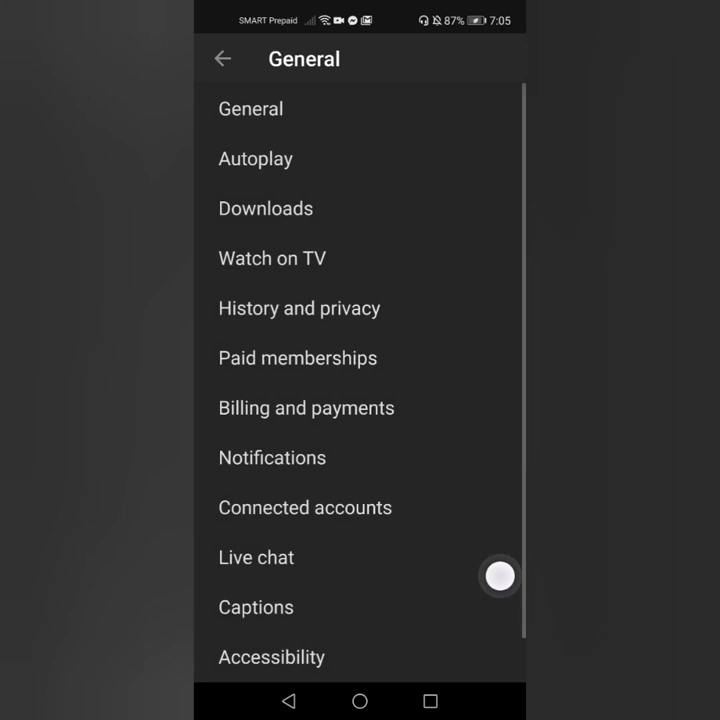 SMART Prepaid 87% 7:05
General
General
Autoplay
Downloads
Watch on TV
History and privacy
Paid memberships
Billing and payments
Notifications
Connected accounts
Live chat
Captions
Accessibility